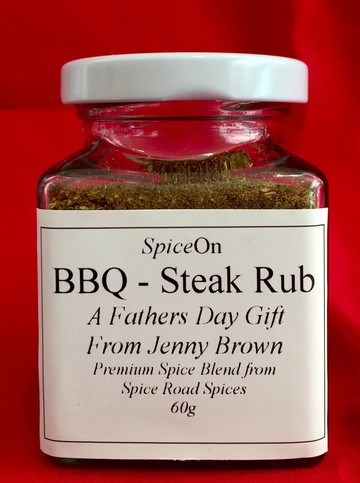 SpiceOn
BBQ - Steak Rub
A Fathers Day Gift
From Jenny Brown
Premium Spice Blend from
Spice Road Spices
60g